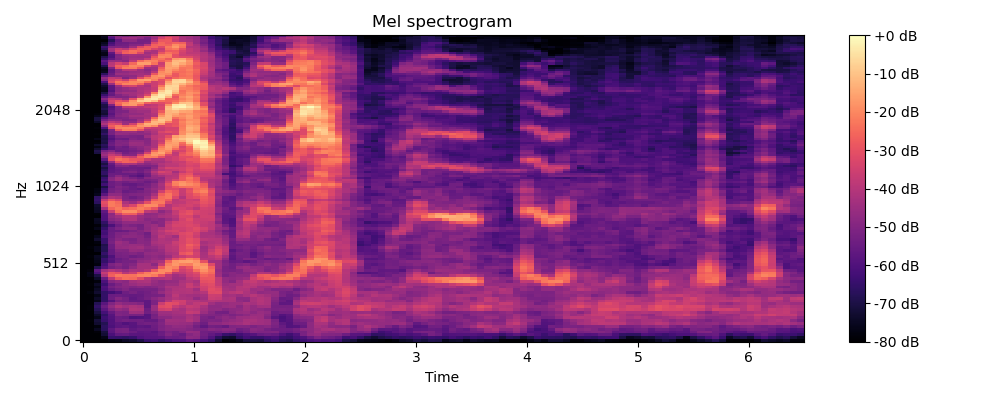 Mel spectrogram
Hz
2048
1024
512
0
0 1 2 3 4 5 6
Time
+0 dB
-10 dB
-20 dB
-30 dB
-40 dB
-50 dB
-60 dB
-70 dB
-80 dB